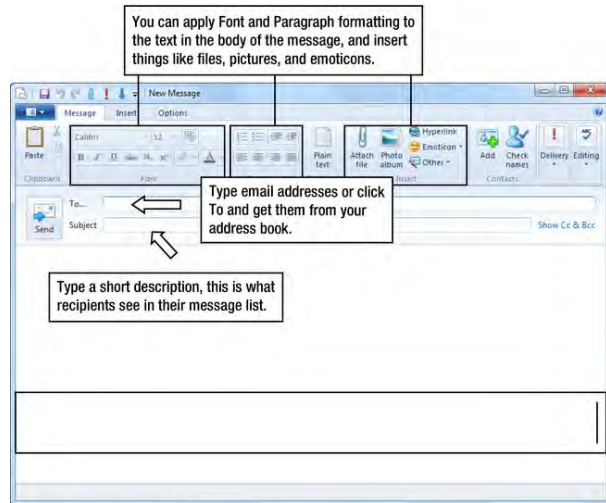 You can apply Font and Paragraph formatting to
the text in the body of the message, and insert
things like files, pictures, and emoticons.
New Message
Message Insert Options
Calibri 12
Hyperlink
Emoticon
Other
Paste
Plain
text
Attach
file
Photo
album
Add
Check
names
Delivery
Editing
Clipboard
Font
Insert
Contacts
Type email addresses or click
To and get them from your
address book.
To...
Send
Subject
Show Cc & Bcc
Type a short description, this is what
recipients see in their message list.